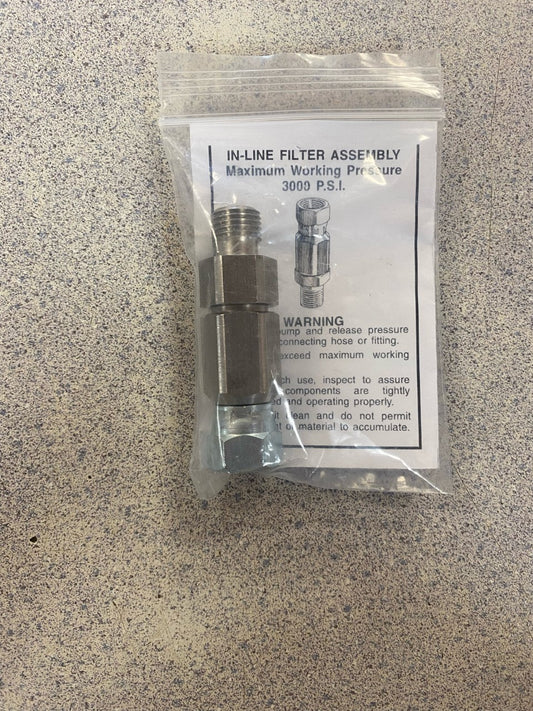 IN-LINE FILTER ASSEMBLY
Maximum Working Pressure
3000 P.S.I.
WARNING
pump and release pressure
connecting hose or fitting.
exceed maximum working
use, inspect to assure
components are tightly
and operating properly.
clean and do not permit
or material to accumulate.